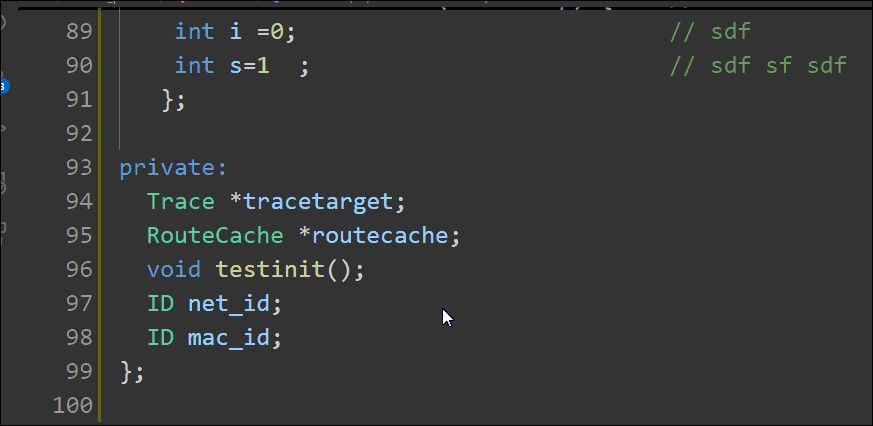 89 int i =0; // sdf
90 int s=1 ; // sdf sf sdf
91 };
92
93 private:
94 Trace *tracetarget;
95 RouteCache *routecache;
96 void testinit();
97 ID net_id;
98 ID mac_id;
99 };
100